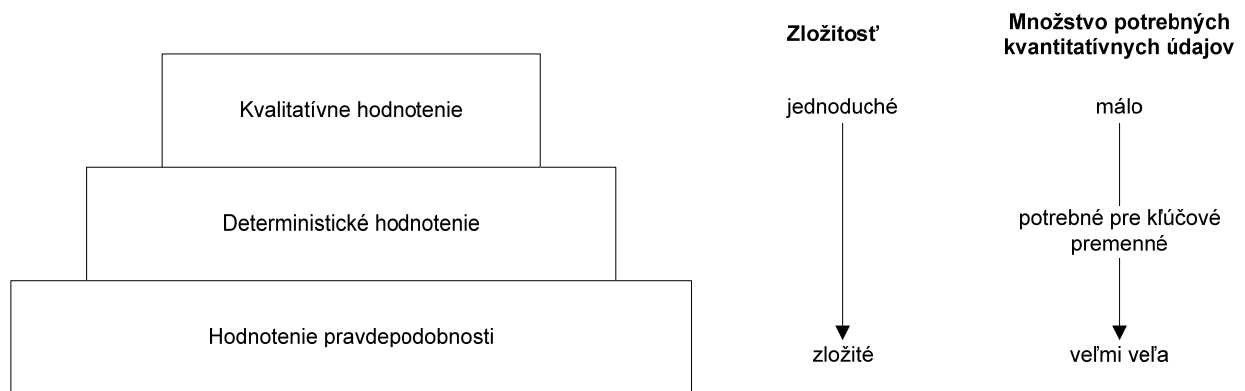 Zložitosť
Množstvo potrebných
kvantitatívnych údajov
Kvalitatívne hodnotenie
jednoduché
málo
Deterministické hodnotenie
potrebné pre kľúčové
premenné
Hodnotenie pravdepodobnosti
zložité
veľmi veľa